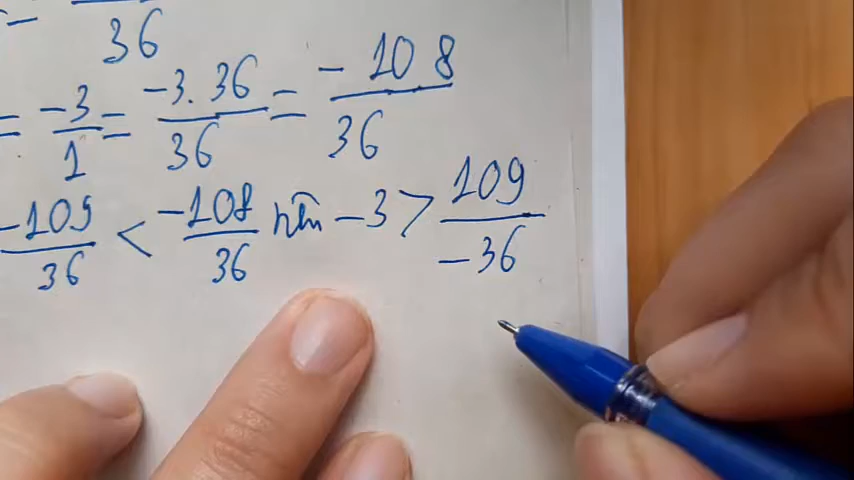 = /36
= -3/1 = -3.36/36 = -108/36
-109/36 < -108/36 nên -3 > 109/-36